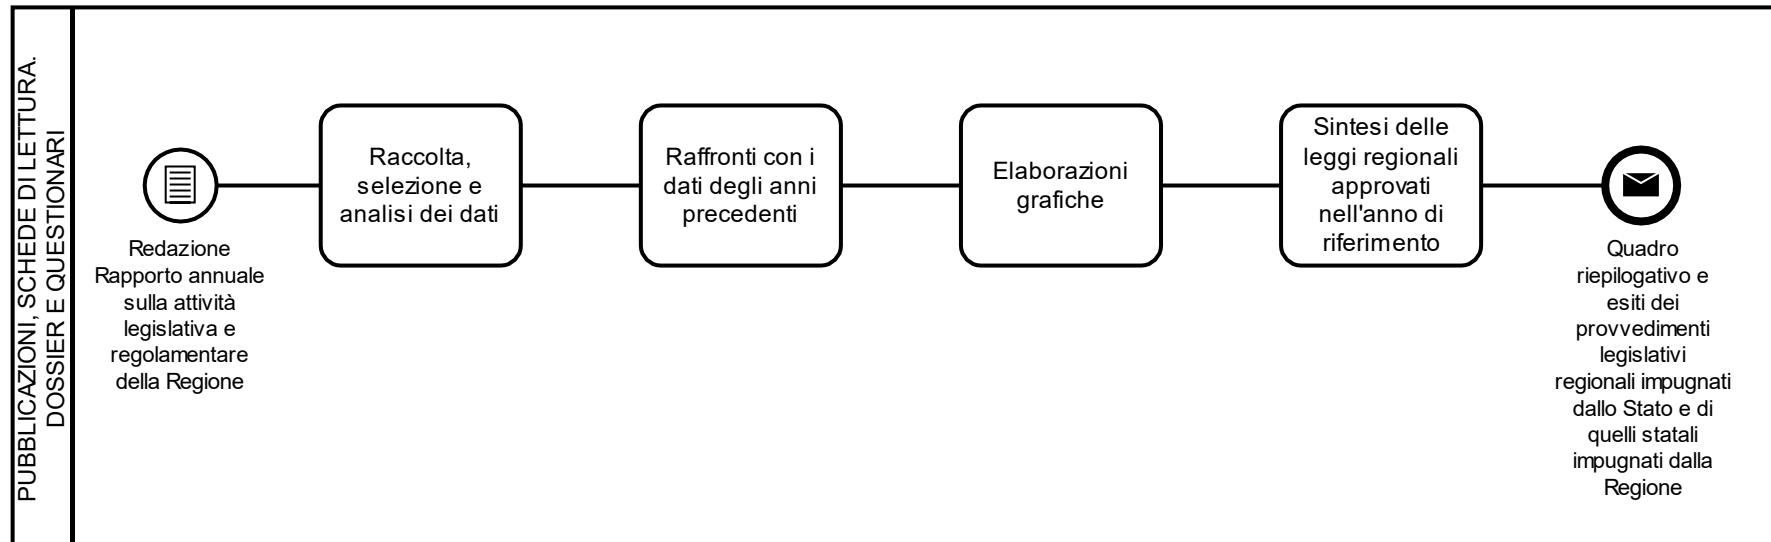 PUBBLICAZIONI, SCHEDE DI LETTURA.
DOSSIER E QUESTIONARI
Redazione
Rapporto annuale
sulla attività
legislativa e
regolamentare
della Regione
Raccolta,
selezione e
analisi dei dati
Raffronti con i
dati degli anni
precedenti
Elaborazioni
grafiche
Sintesi delle
leggi regionali
approvati
nell'anno di
riferimento
Quadro
riepilogativo e
esiti dei
provvedimenti
legislativi
regionali impugnati
dallo Stato e di
quelli statali
impugnati dalla
Regione